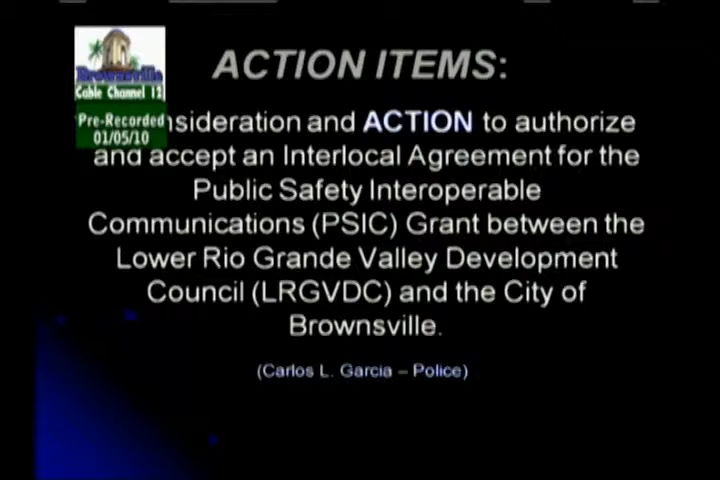 ACTION ITEMS:
Brownsville
Cable Channel 12
Pre-Recorded
01/05/10
nsideration and ACTION to authorize
and accept an Interlocal Agreement for the
Public Safety Interoperable
Communications (PSIC) Grant between the
Lower Rio Grande Valley Development
Council (LRGVDC) and the City of
Brownsville.
(Carlos L. Garcia – Police)